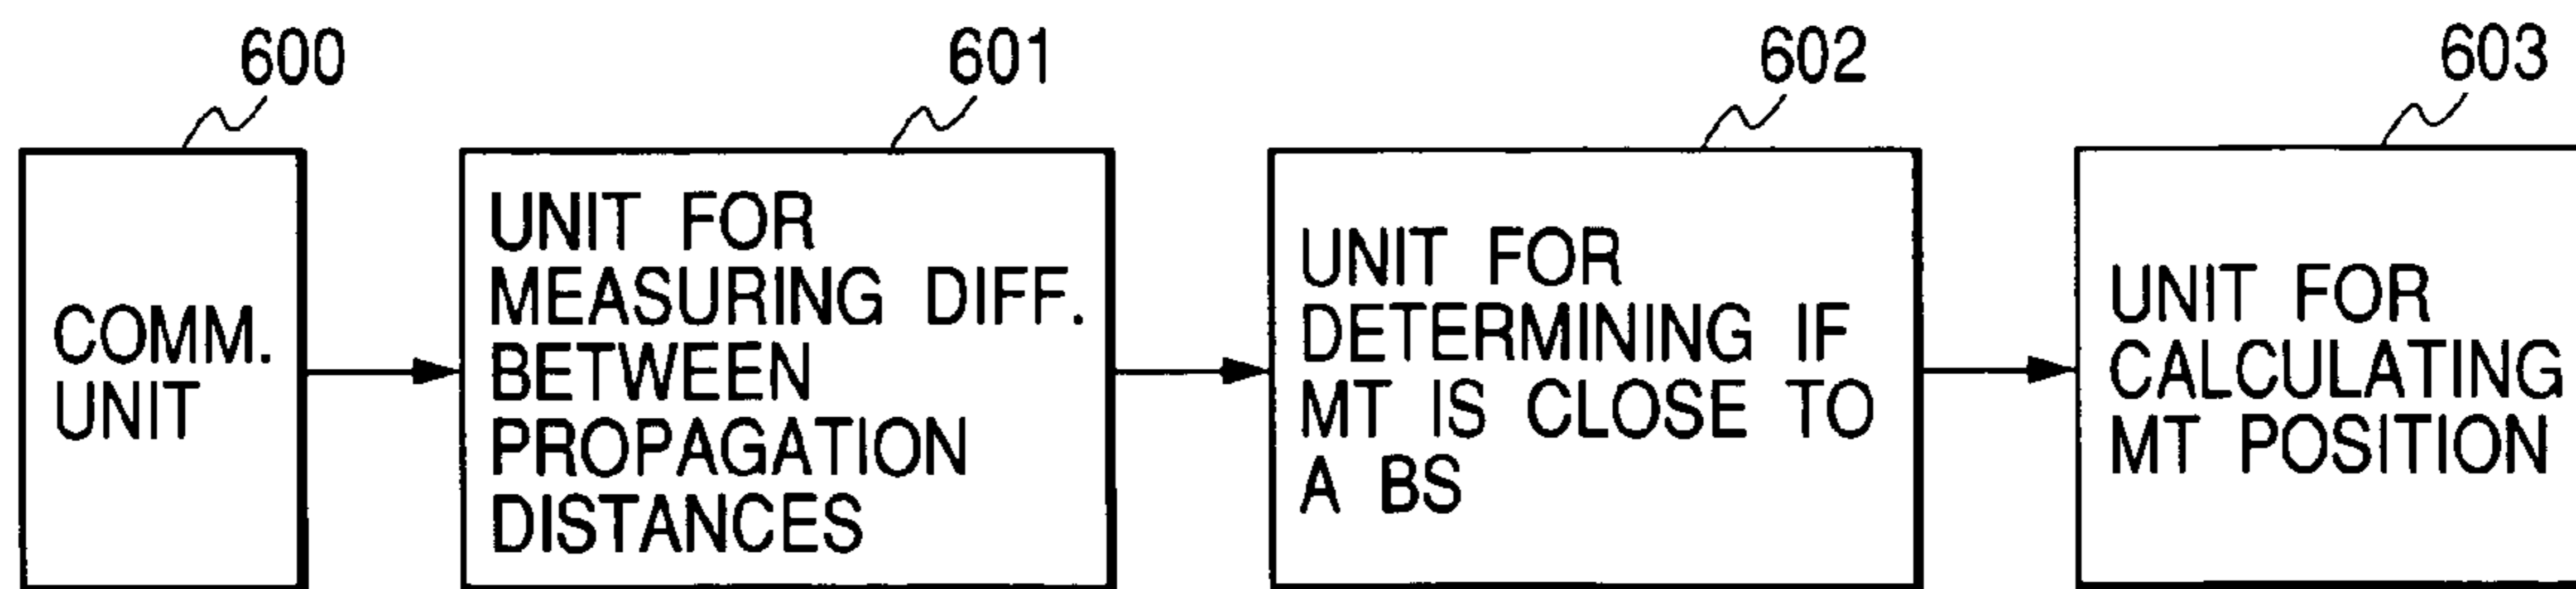 600
601
602
603
COMM.
UNIT
UNIT FOR
MEASURING DIFF.
BETWEEN
PROPAGATION
DISTANCES
UNIT FOR
DETERMINING IF
MT IS CLOSE TO
A BS
UNIT FOR
CALCULATING
MT POSITION